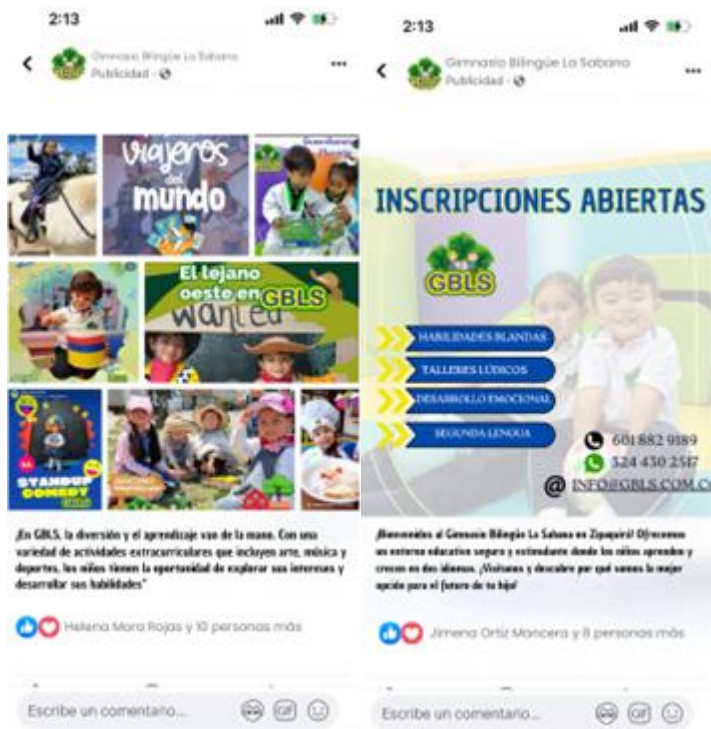 2:13
Gimnasio Bilingüe La Sabana
Publicidad
viajeros
del
mundo
El lejano
oeste en GBLS
wanted
STANDUP
COMEDY
¡En GBLS, la diversión y el aprendizaje van de la mano. Con una
variedad de actividades extracurriculares que incluyen arte, música y
deportes, los niños tienen la oportunidad de explorar sus intereses y
desarrollar sus habilidades"
Helena Mora Rojas y 10 personas más
Escribe un comentario...
GIF
2:13
Gimnasio Bilingüe La Sabana
Publicidad
INSCRIPCIONES ABIERTAS
GBLS
HABILIDADES BLANDAS
TALLERES LÚDICOS
DESARROLLO EMOCIONAL
SEGUNDA LENGUA
601 882 9189
324 430 2517
@ INFO@GBLS.COM.CO
¡Bienvenidos al Gimnasio Bilingüe La Sabana en Zipaquirá! Ofrecemos
un entorno educativo seguro y estimulante donde los niños aprenden y
crecen en dos idiomas. ¡Visítanos y descubre por qué somos la mejor
opción para el futuro de tu hijo!
Jimena Ortiz Mancera y 8 personas más
Escribe un comentario...
GIF